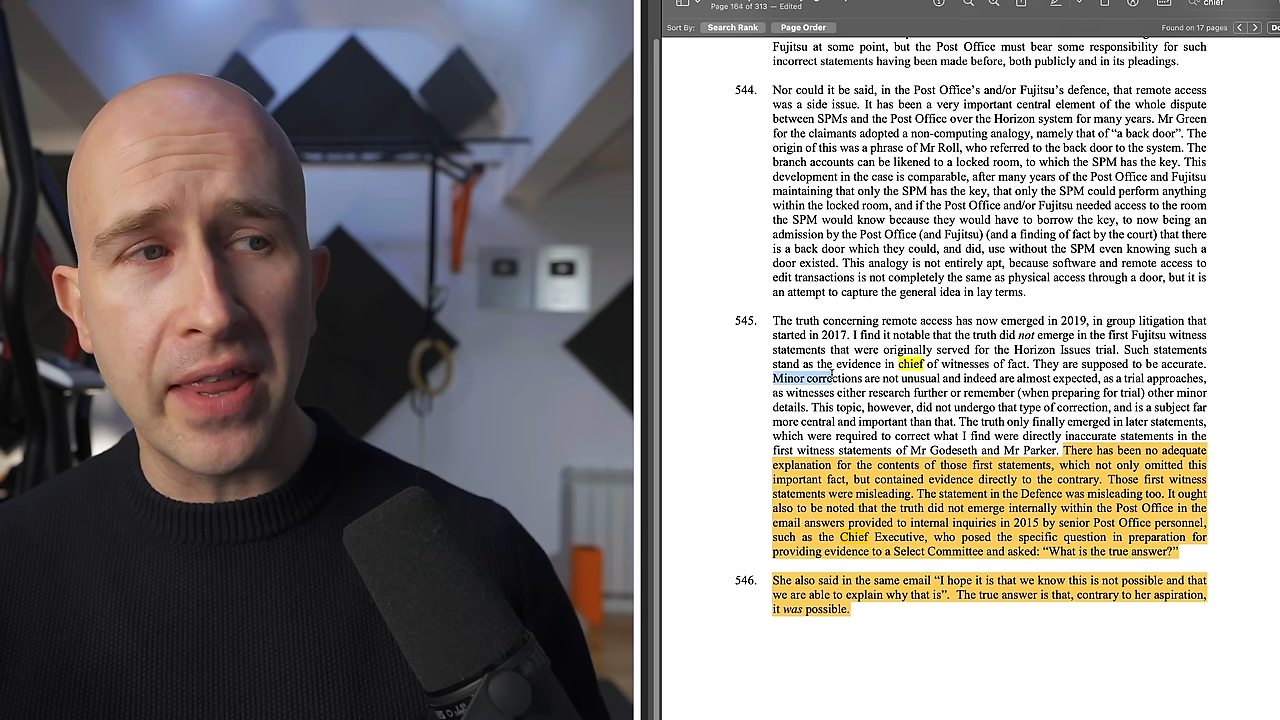 Page 164 of 313 — Edited
chief
Sort By: Search Rank Page Order Found on 17 pages
Fujitsu at some point, but the Post Office must bear some responsibility for such
incorrect statements having been made before, both publicly and in its pleadings.
544. Nor could it be said, in the Post Office's and/or Fujitsu's defence, that remote access
was a side issue. It has been a very important central element of the whole dispute
between SPMs and the Post Office over the Horizon system for many years. Mr Green
for the claimants adopted a non-computing analogy, namely that of “a back door”. The
origin of this was a phrase of Mr Roll, who referred to the back door to the system. The
branch accounts can be likened to a locked room, to which the SPM has the key. This
development in the case is comparable, after many years of the Post Office and Fujitsu
maintaining that only the SPM has the key, that only the SPM could perform anything
within the locked room, and if the Post Office and/or Fujitsu needed access to the room
the SPM would know because they would have to borrow the key, to now being an
admission by the Post Office (and Fujitsu) (and a finding of fact by the court) that there
is a back door which they could, and did, use without the SPM even knowing such a
door existed. This analogy is not entirely apt, because software and remote access to
edit transactions is not completely the same as physical access through a door, but it is
an attempt to capture the general idea in lay terms.
545. The truth concerning remote access has now emerged in 2019, in group litigation that
started in 2017. I find it notable that the truth did not emerge in the first Fujitsu witness
statements that were originally served for the Horizon Issues trial. Such statements
stand as the evidence in chief of witnesses of fact. They are supposed to be accurate.
Minor corrections are not unusual and indeed are almost expected, as a trial approaches,
as witnesses either research further or remember (when preparing for trial) other minor
details. This topic, however, did not undergo that type of correction, and is a subject far
more central and important than that. The truth only finally emerged in later statements,
which were required to correct what I find were directly inaccurate statements in the
first witness statements of Mr Godeseth and Mr Parker. There has been no adequate
explanation for the contents of those first statements, which not only omitted this
important fact, but contained evidence directly to the contrary. Those first witness
statements were misleading. The statement in the Defence was misleading too. It ought
also to be noted that the truth did not emerge internally within the Post Office in the
email answers provided to internal inquiries in 2015 by senior Post Office personnel,
such as the Chief Executive, who posed the specific question in preparation for
providing evidence to a Select Committee and asked: “What is the true answer?”
546. She also said in the same email “I hope it is that we know this is not possible and that
we are able to explain why that is”. The true answer is that, contrary to her aspiration,
it was possible.